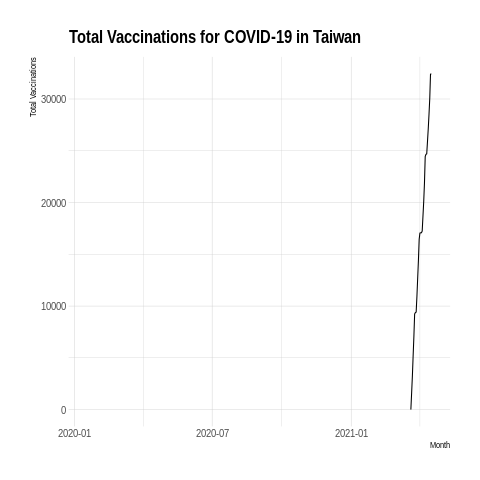 Total Vaccinations for COVID-19 in Taiwan
Total Vaccinations
30000
20000
10000
0
2020-01 2020-07 2021-01
Month